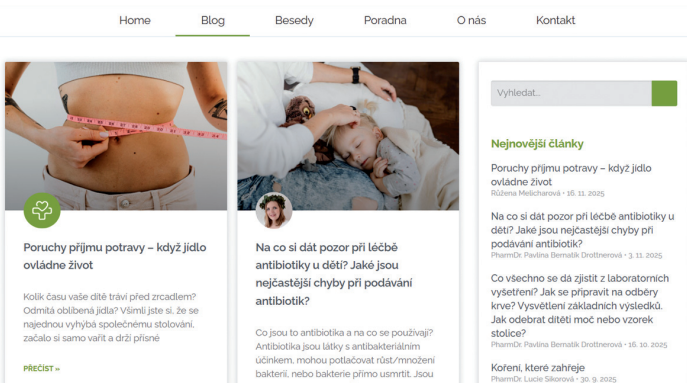 Home Blog Besedy Poradna O nás Kontakt
Poruchy příjmu potravy – když jídlo
ovládne život
Kolik času vaše dítě tráví před zrcadlem?
Odmítá oblíbená jídla? Všimli jste si, že se
najednou vyhýbá společnému stolování,
začalo si samo vařit a drží přísné
PŘEČÍST »
Na co si dát pozor při léčbě
antibiotiky u dětí? Jaké jsou
nejčastější chyby při podávání
antibiotik?
Co jsou to antibiotika a na co se používají?
Antibiotika jsou látky s antibakteriálním
účinkem, mohou potlačovat růst/množení
bakterií, nebo bakterie přímo usmrtit. Jsou
Vyhledat...
Nejnovější články
Poruchy příjmu potravy – když jídlo
ovládne život
Růžena Melicharová • 16. 11. 2025
Na co si dát pozor při léčbě antibiotiky u
dětí? Jaké jsou nejčastější chyby při
podávání antibiotik?
PharmDr. Pavlína Bernatík Drottnerová • 3. 11. 2025
Co všechno se dá zjistit z laboratorních
vyšetření? Jak se připravit na odběry
krve? Vysvětlení základních výsledků.
Jak odebrat dítěti moč nebo vzorek
stolice?
PharmDr. Pavlína Bernatík Drottnerová • 16. 10. 2025
Koření, které zahřeje
PharmDr. Lucie Sikorová • 30. 9. 2025